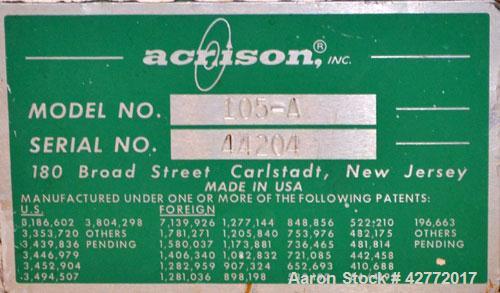 acrison,® INC.
MODEL NO. 105-A
SERIAL NO. 44204
180 Broad Street Carlstadt, New Jersey
MADE IN USA
MANUFACTURED UNDER ONE OR MORE OF THE FOLLOWING PATENTS:
U.S. FOREIGN
3,186,602 3,804,298 7,139,926 1,277,144 848,856 522,210 196,663
3,353,720 OTHERS 1,781,271 1,205,840 753,976 482,175 OTHERS
3,439,836 PENDING 1,580,037 1,173,881 736,465 481,814 PENDING
3,446,979 1,406,340 1,082,832 721,085 442,458
3,452,904 1,282,959 907,324 652,693 410,688
3,494,507 1,281,036 898,198
Aaron Stock # 42772017